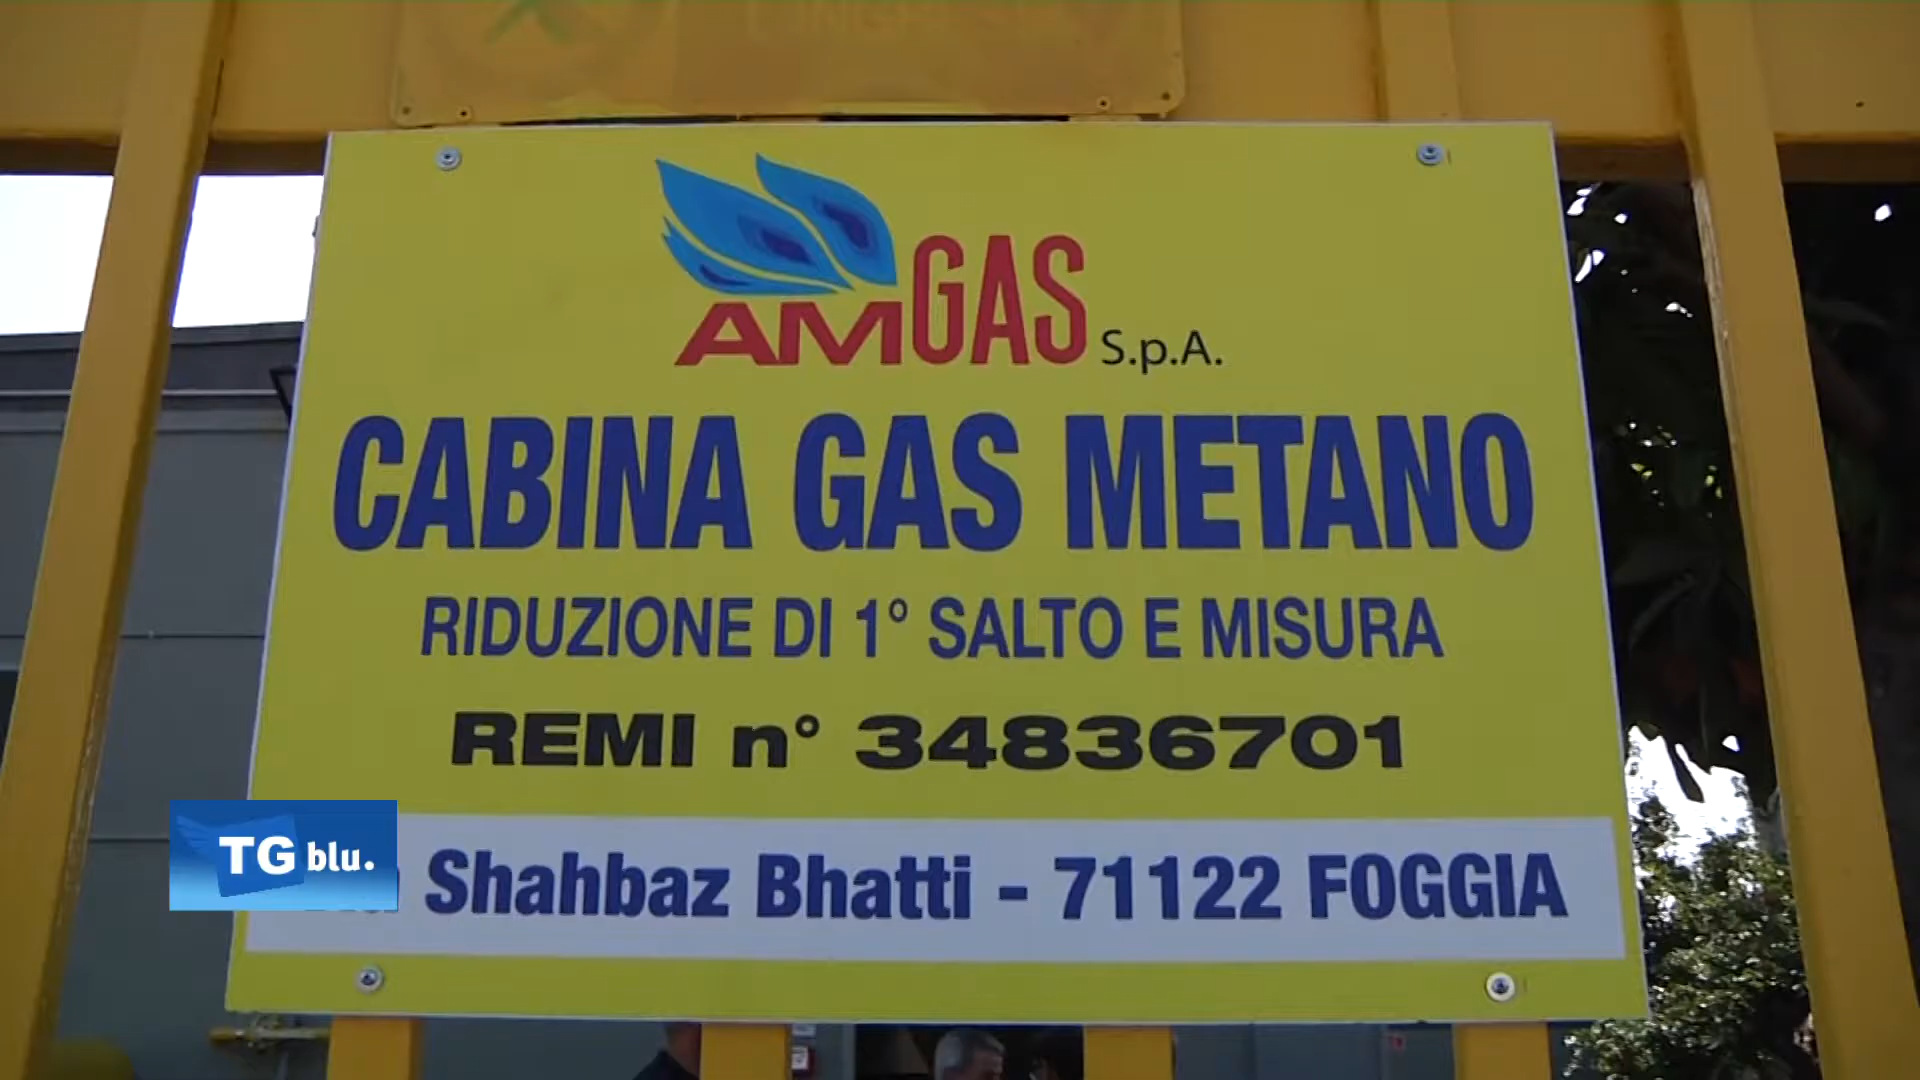 AMGAS S.p.A.
CABINA GAS METANO
RIDUZIONE DI 1° SALTO E MISURA
REMI n° 34836701
Shahbaz Bhatti - 71122 FOGGIA
TG blu.